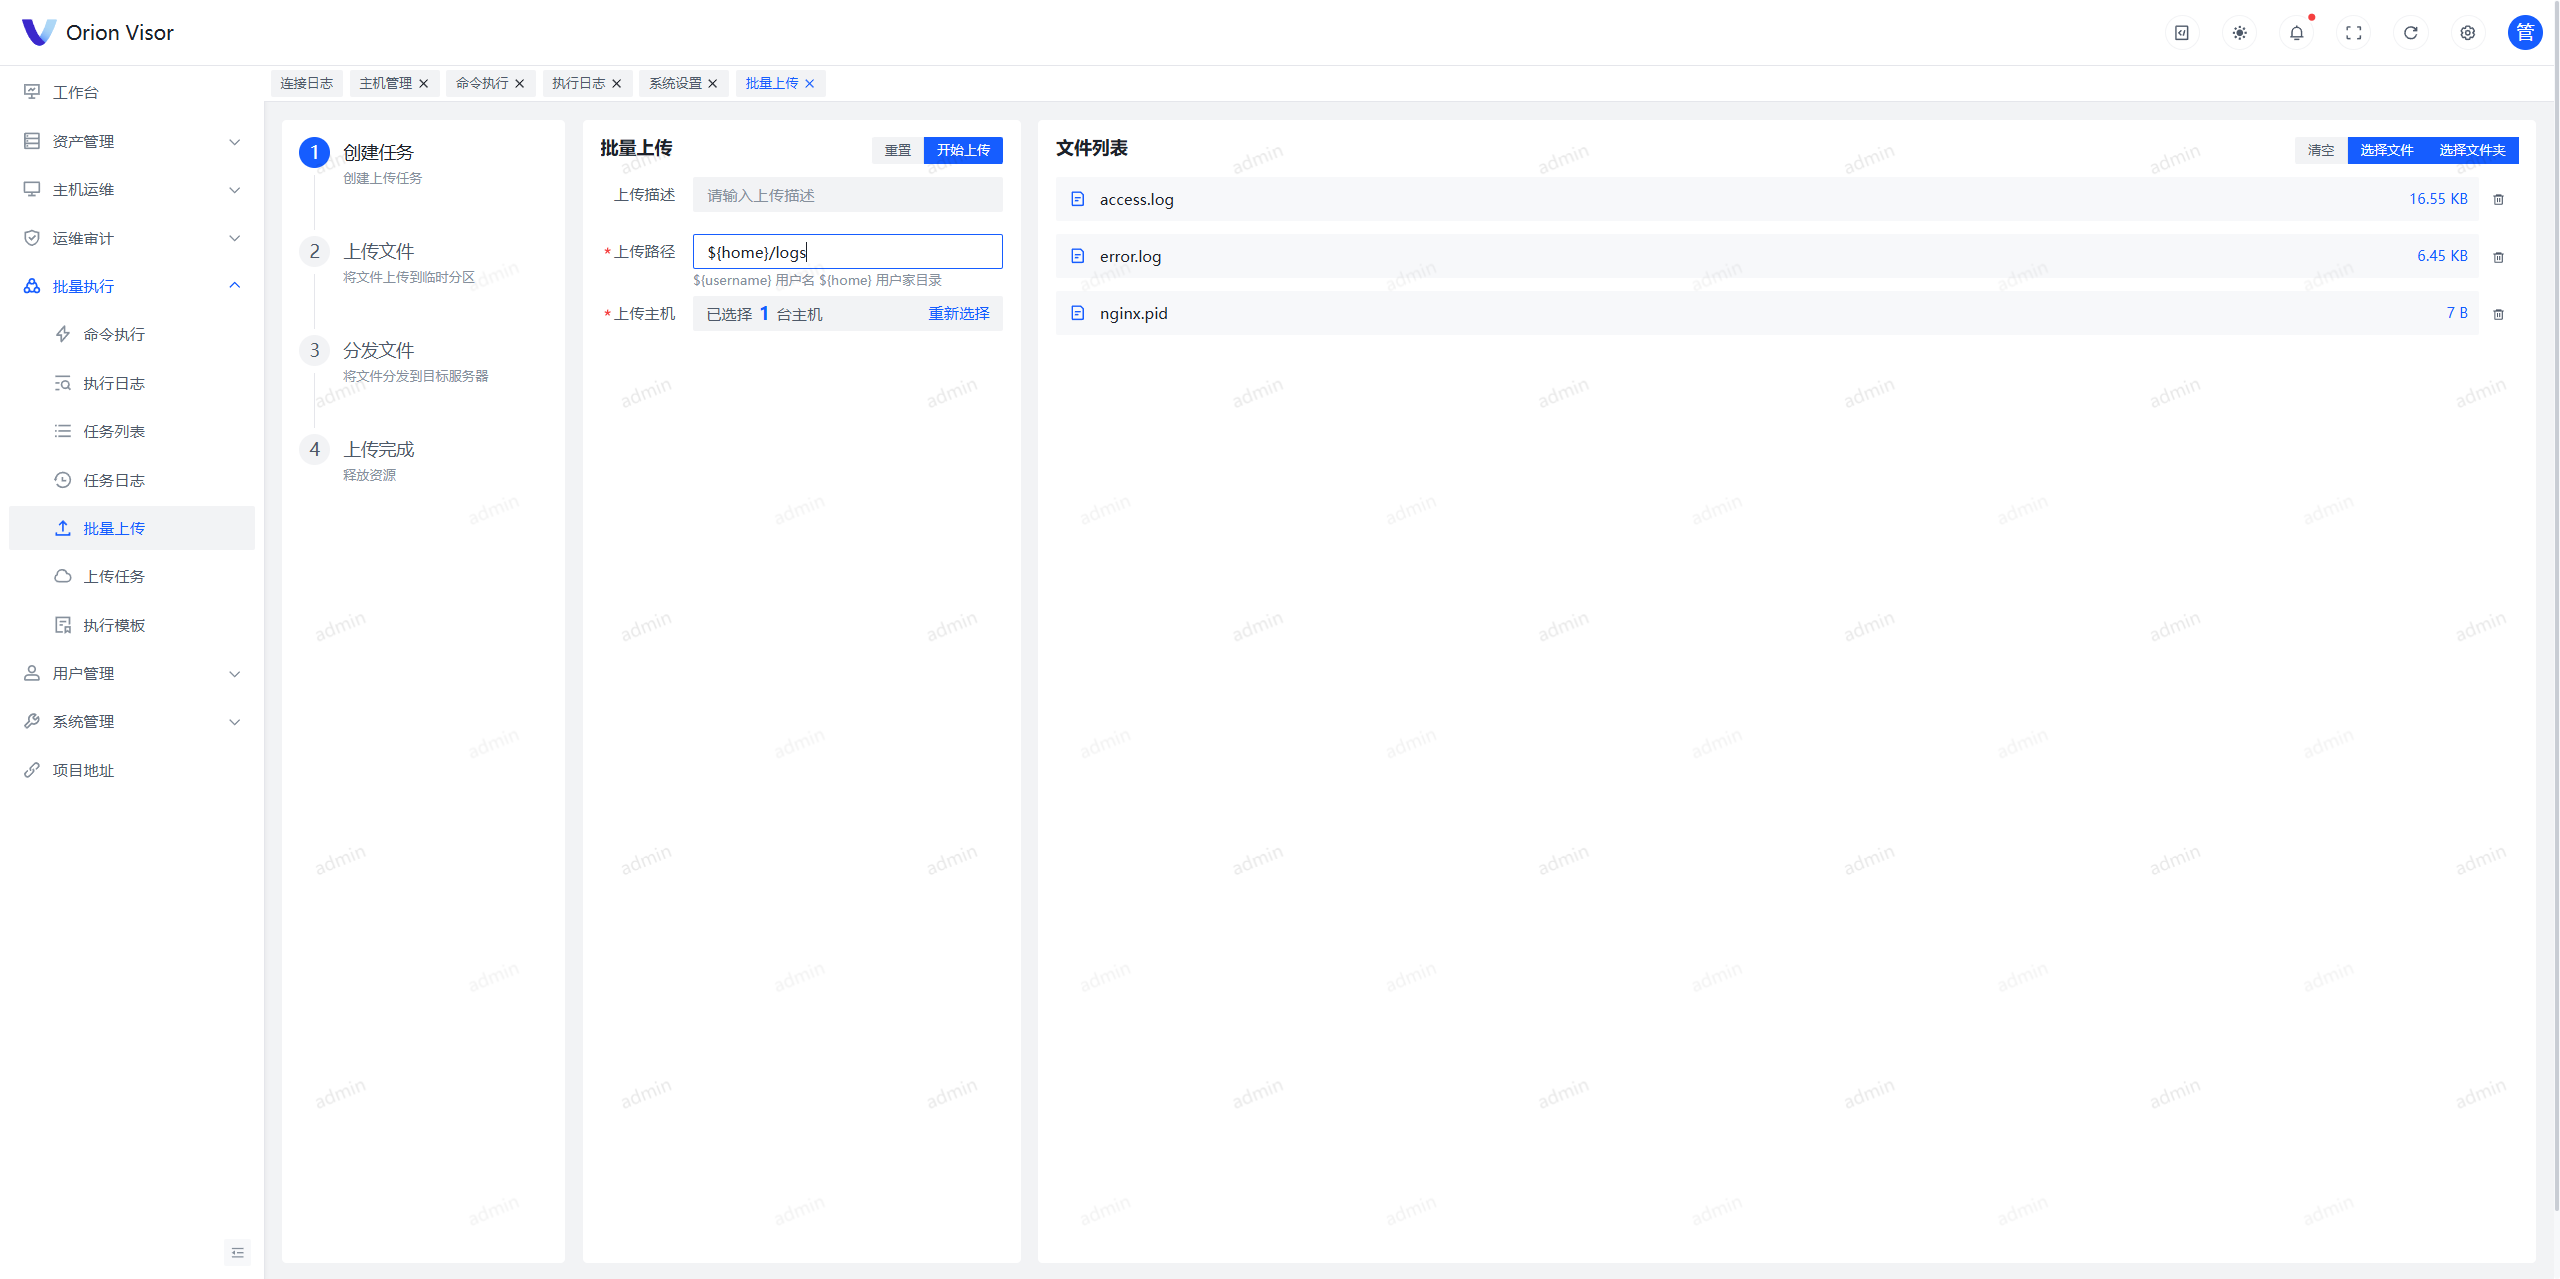 Orion Visor
管
工作台
资产管理
主机运维
运维审计
批量执行
命令执行
执行日志
任务列表
任务日志
批量上传
上传任务
执行模板
用户管理
系统管理
项目地址
连接日志 主机管理 命令执行 执行日志 系统设置 批量上传
1 创建任务
创建上传任务
2 上传文件
将文件上传到临时分区
3 分发文件
将文件分发到目标服务器
4 上传完成
释放资源
批量上传 重置 开始上传
上传描述 请输入上传描述
*上传路径 ${home}/logs
${username} 用户名 ${home} 用户家目录
*上传主机 已选择 1 台主机 重新选择
文件列表 清空 选择文件 选择文件夹
access.log 16.55 KB
error.log 6.45 KB
nginx.pid 7 B
admin